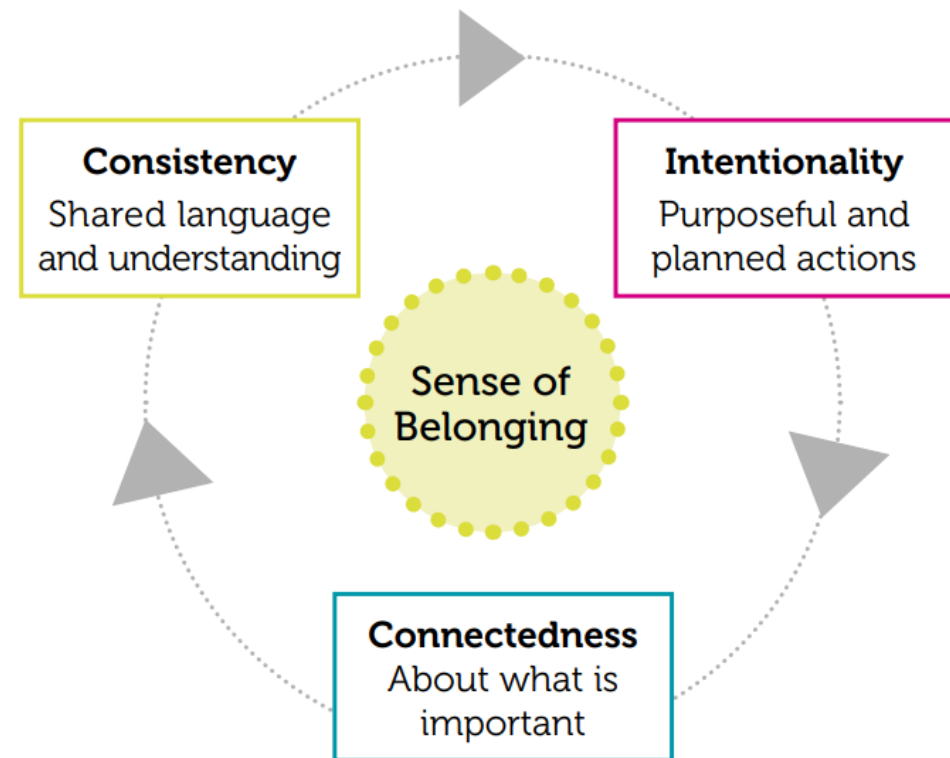 Consistency
Shared language
and understanding
Intentionality
Purposeful and
planned actions
Sense of
Belonging
Connectedness
About what is
important